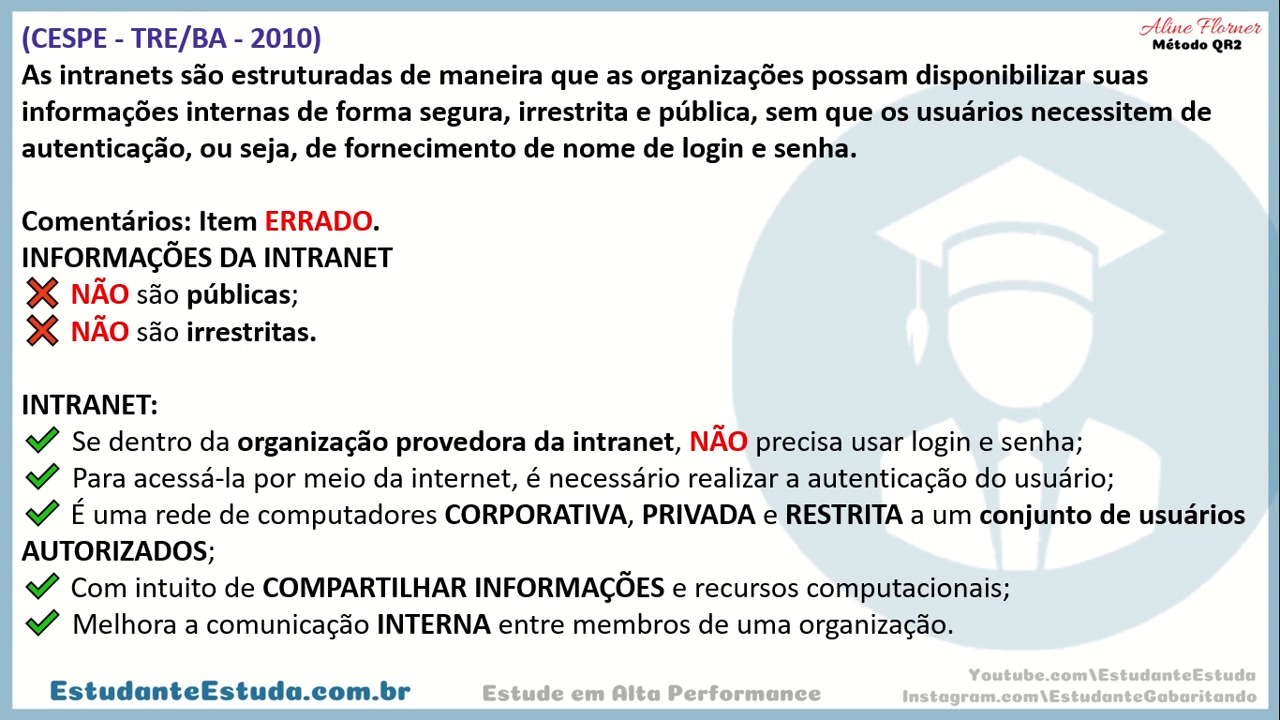 (CESPE - TRE/BA - 2010)
Aline Florner
Método QR2
As intranets são estruturadas de maneira que as organizações possam disponibilizar suas
informações internas de forma segura, irrestrita e pública, sem que os usuários necessitem de
autenticação, ou seja, de fornecimento de nome de login e senha.
Comentários: Item ERRADO.
INFORMAÇÕES DA INTRANET
❌ NÃO são públicas;
❌ NÃO são irrestritas.
INTRANET:
✔ Se dentro da organização provedora da intranet, NÃO precisa usar login e senha;
✔ Para acessá-la por meio da internet, é necessário realizar a autenticação do usuário;
✔ É uma rede de computadores CORPORATIVA, PRIVADA e RESTRITA a um conjunto de usuários
AUTORIZADOS;
✔ Com intuito de COMPARTILHAR INFORMAÇÕES e recursos computacionais;
✔ Melhora a comunicação INTERNA entre membros de uma organização.
EstudanteEstuda.com.br
Estude em Alta Performance
Youtube.com\EstudanteEstuda
Instagram.com\EstudanteGabaritando